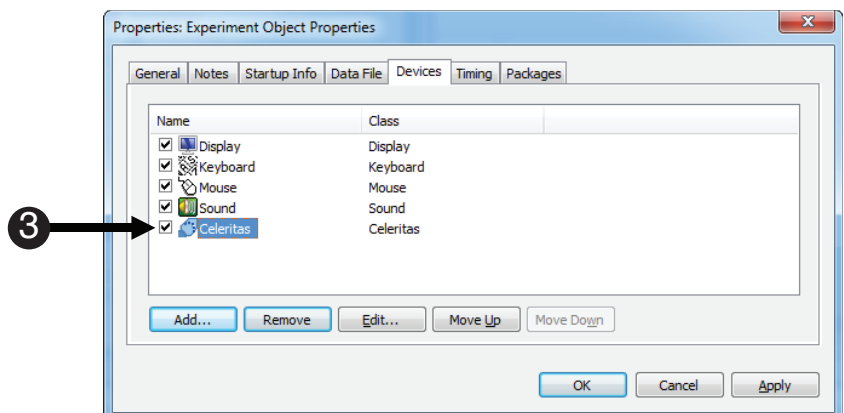 Properties: Experiment Object Properties
General Notes Startup Info Data File Devices Timing Packages
Name Class
Display Display
Keyboard Keyboard
Mouse Mouse
Sound Sound
3 Celeritas Celeritas
Add... Remove Edit... Move Up Move Down
OK Cancel Apply